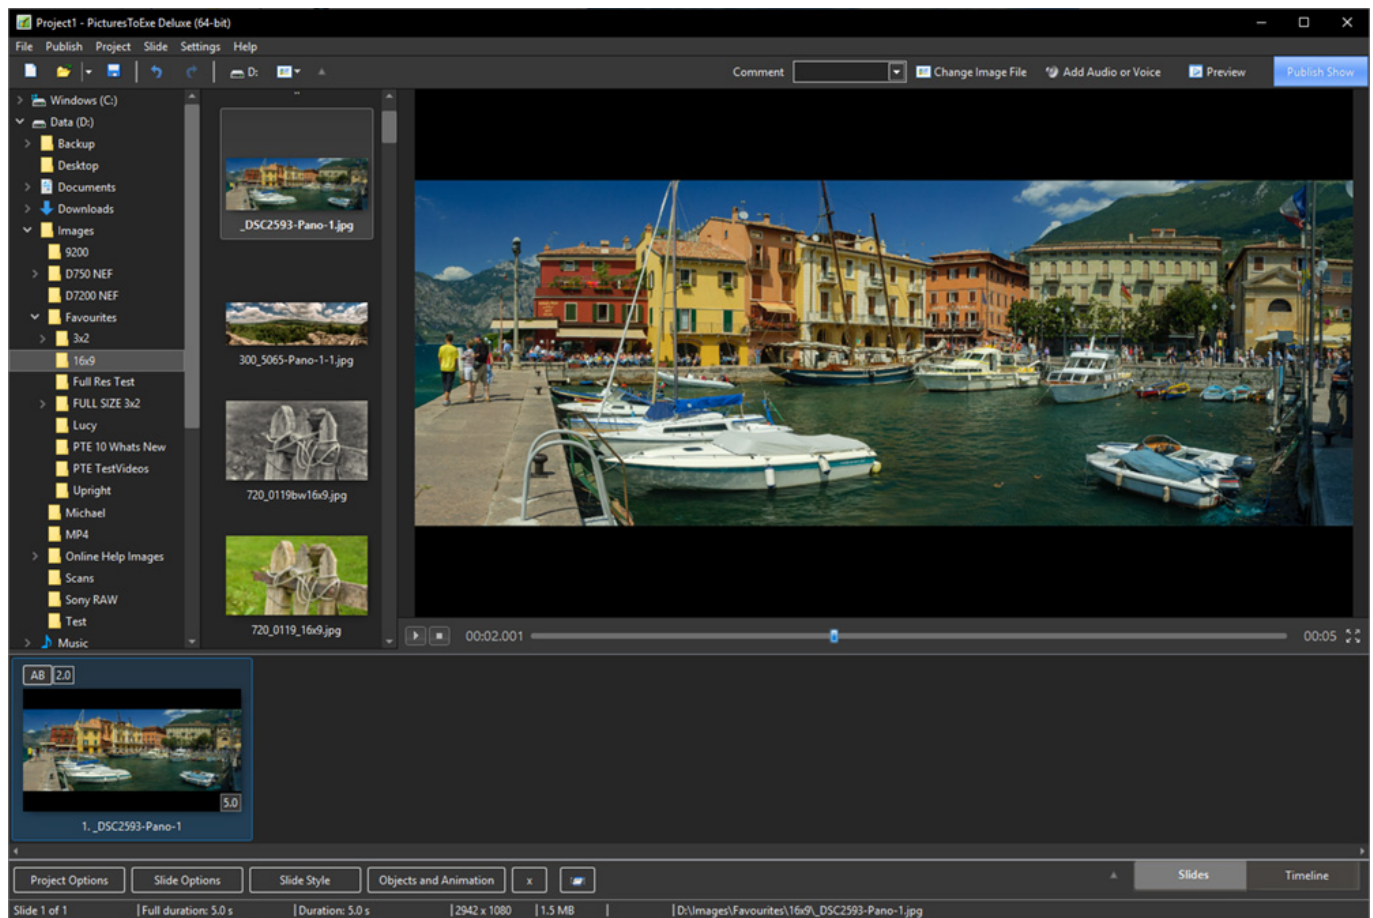 Project1 - PicturesToExe Deluxe (64-bit)
File Publish Project Slide Settings Help
D: Comment Change Image File Add Audio or Voice Preview Publish Show
Windows (C:)
Data (D:)
Backup
Desktop
Documents
Downloads
Images
9200
D750 NEF
D7200 NEF
Favourites
3x2
16x9
Full Res Test
FULL SIZE 3x2
Lucy
PTE 10 Whats New
PTE TestVideos
Upright
Michael
MP4
Online Help Images
Scans
Sony RAW
Test
Music
..
_DSC2593-Pano-1.jpg
300_5065-Pano-1-1.jpg
720_0119bw16x9.jpg
720_0119_16x9.jpg
00:02.001 00:05
AB 2.0
5.0
1. _DSC2593-Pano-1
Project Options Slide Options Slide Style Objects and Animation x Slides Timeline
Slide 1 of 1 Full duration: 5.0 s Duration: 5.0 s 2942 x 1080 1.5 MB D:\Images\Favourites\16x9\_DSC2593-Pano-1.jpg